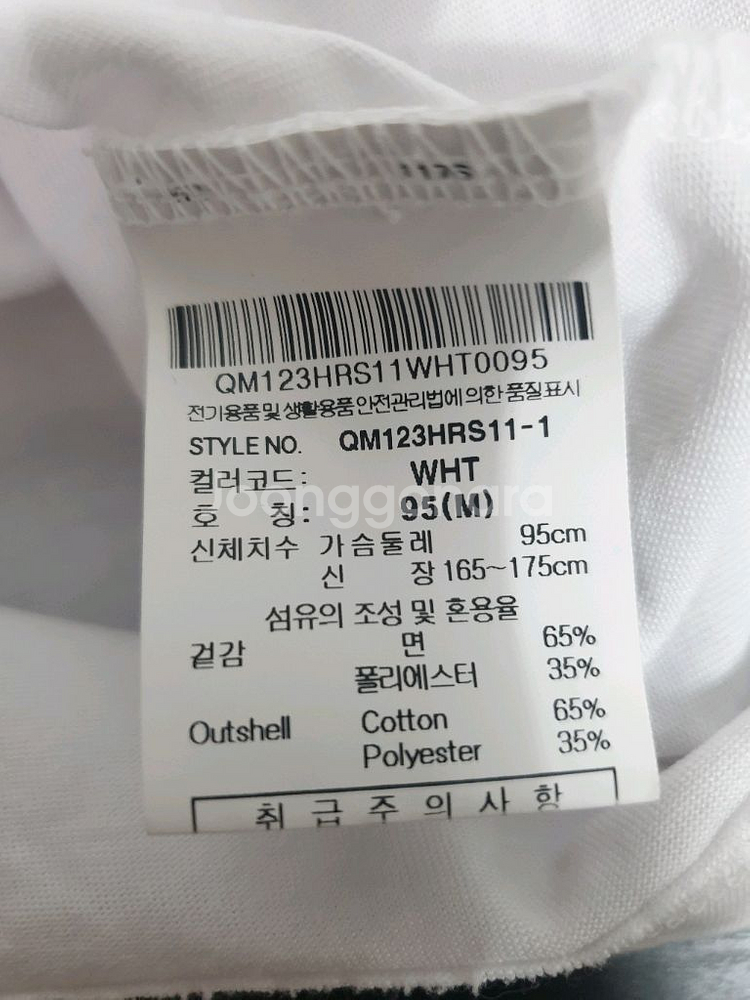 QM123HRS11WHT0095
전기용품 및 생활용품 안전관리법에 의한 품질표시
STYLE NO. QM123HRS11-1
컬러코드: WHT
호 칭: 95(M)
Joonggonara
신체치수 가슴둘레 95cm
신 장 165~175cm
섬유의 조성 및 혼용율
겉감 면 65%
폴리에스터 35%
Outshell Cotton 65%
Polyester 35%
취급주의사항